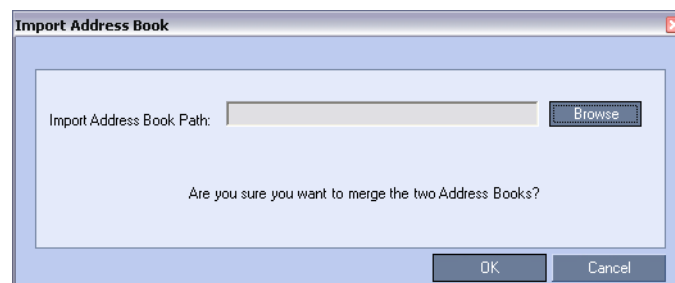 Import Address Book
Import Address Book Path:
Browse
Are you sure you want to merge the two Address Books?
OK
Cancel